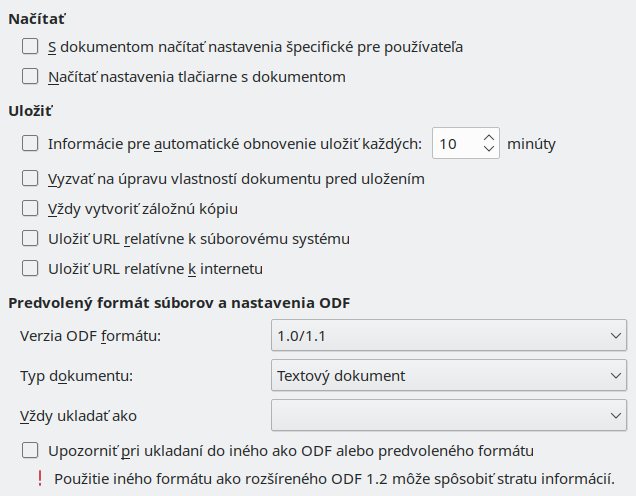 Načítať
S dokumentom načítať nastavenia špecifické pre používateľa
Načítať nastavenia tlačiarne s dokumentom
Uložiť
Informácie pre automatické obnovenie uložiť každých: 10 minúty
Vyzvať na úpravu vlastností dokumentu pred uložením
Vždy vytvoriť záložnú kópiu
Uložiť URL relatívne k súborovému systému
Uložiť URL relatívne k internetu
Predvolený formát súborov a nastavenia ODF
Verzia ODF formátu: 1.0/1.1
Typ dokumentu: Textový dokument
Vždy ukladať ako
Upozorniť pri ukladaní do iného ako ODF alebo predvoleného formátu
! Použitie iného formátu ako rozšíreného ODF 1.2 môže spôsobiť stratu informácií.